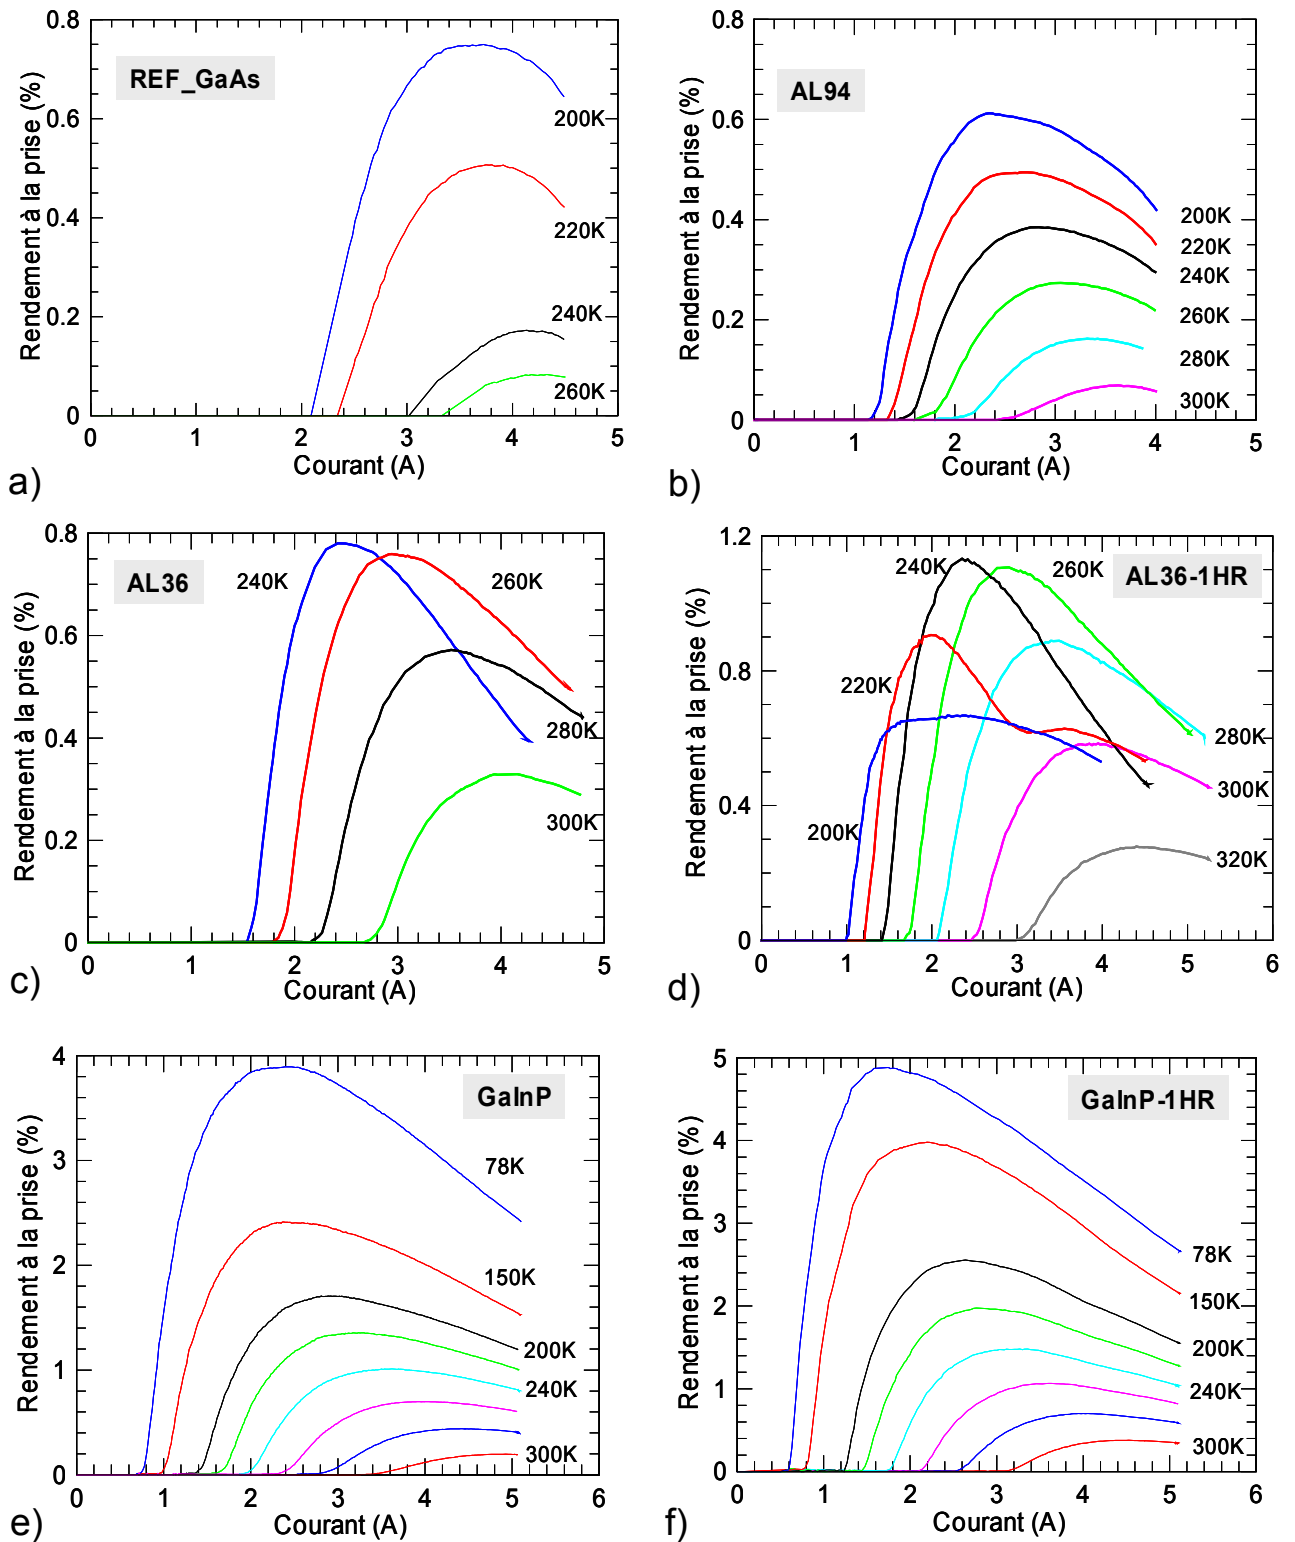 REF_GaAs
Rendement à la prise (%)
0.8
0.6
0.4
0.2
0
200K
220K
240K
260K
0 1 2 3 4 5
Courant (A)
a)
AL94
Rendement à la prise (%)
0.8
0.6
0.4
0.2
0
200K
220K
240K
260K
280K
300K
0 1 2 3 4 5
Courant (A)
b)
AL36
Rendement à la prise (%)
0.8
0.6
0.4
0.2
0
240K
260K
280K
300K
0 1 2 3 4 5
Courant (A)
c)
AL36-1HR
Rendement à la prise (%)
1.2
0.8
0.4
0
240K
260K
220K
200K
280K
300K
320K
0 1 2 3 4 5 6
Courant (A)
d)
GaInP
Rendement à la prise (%)
4
3
2
1
0
78K
150K
200K
240K
300K
0 1 2 3 4 5 6
Courant (A)
e)
GaInP-1HR
Rendement à la prise (%)
5
4
3
2
1
0
78K
150K
200K
240K
300K
0 1 2 3 4 5 6
Courant (A)
f)